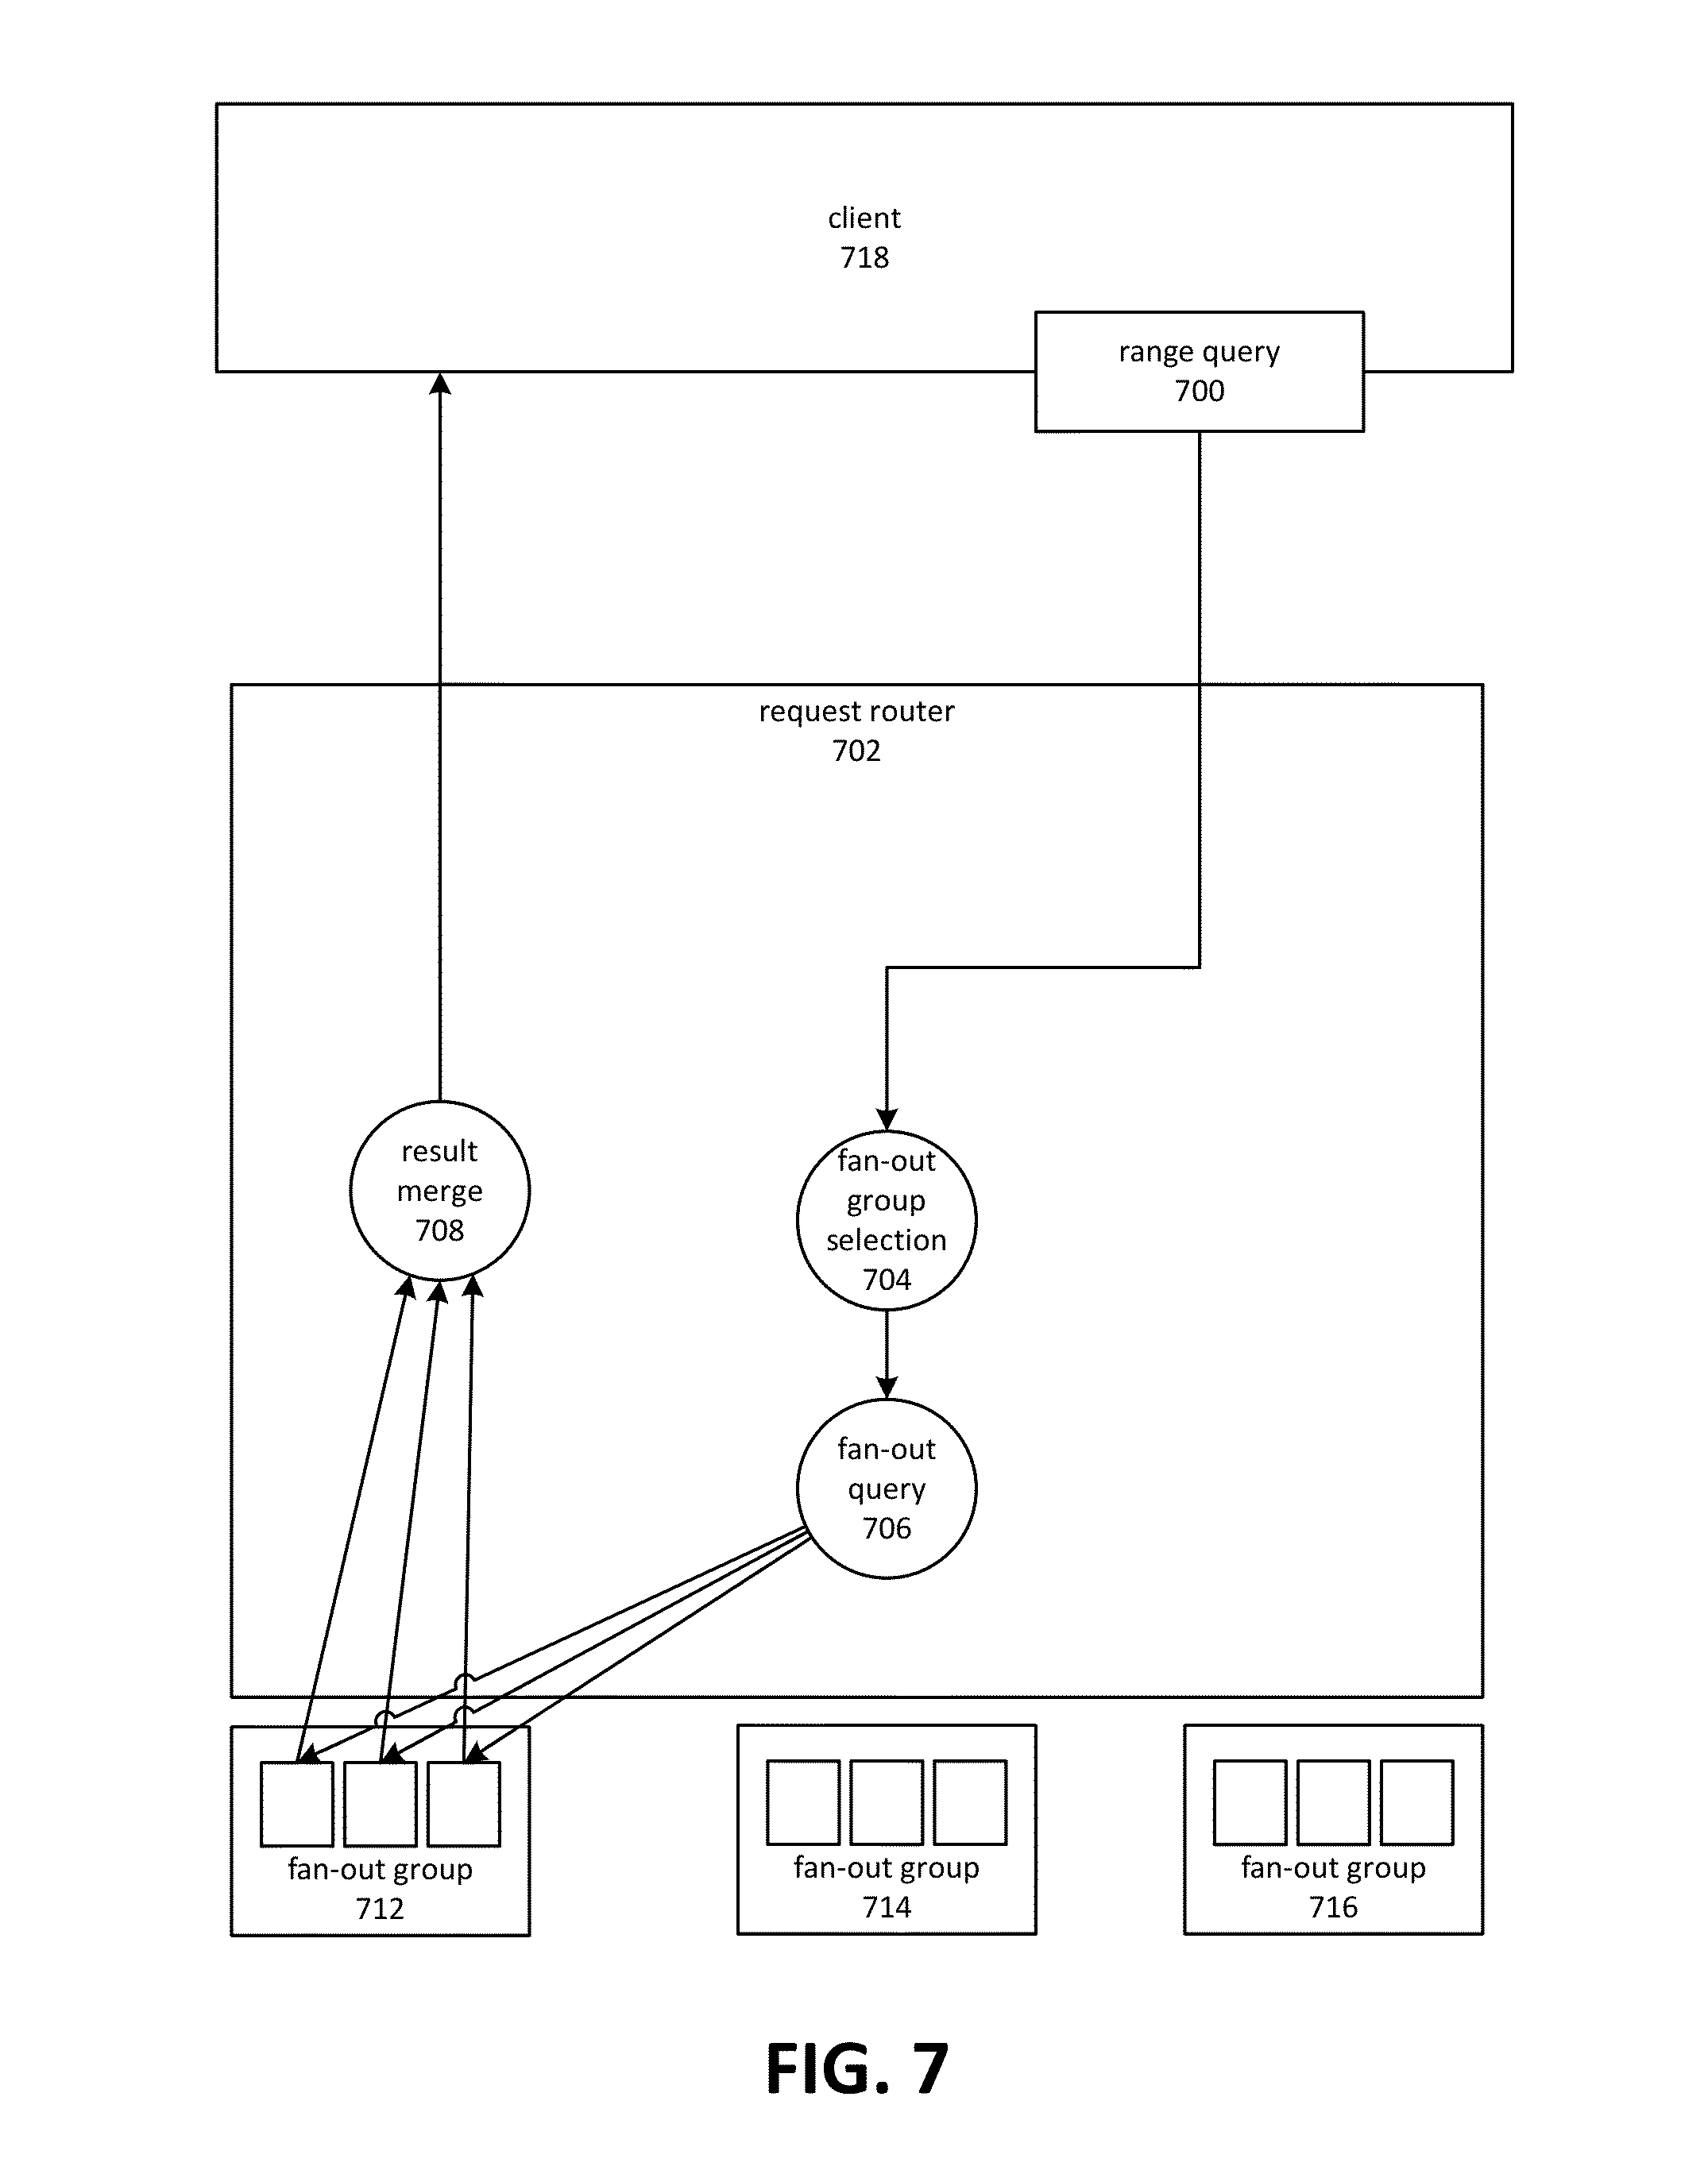 client
718
range query
700
request router
702
result
merge
708
fan-out
group
selection
704
fan-out
query
706
fan-out group
712
fan-out group
714
fan-out group
716
FIG. 7